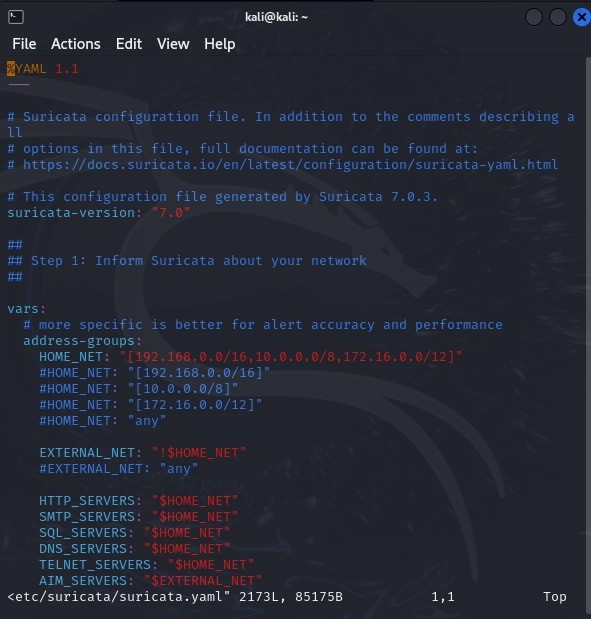 kali@kali: ~
File Actions Edit View Help
%YAML 1.1
---
# Suricata configuration file. In addition to the comments describing a
ll
# options in this file, full documentation can be found at:
# https://docs.suricata.io/en/latest/configuration/suricata-yaml.html
# This configuration file generated by Suricata 7.0.3.
suricata-version: "7.0"
##
## Step 1: Inform Suricata about your network
##
vars:
  # more specific is better for alert accuracy and performance
  address-groups:
    HOME_NET: "[192.168.0.0/16,10.0.0.0/8,172.16.0.0/12]"
    #HOME_NET: "[192.168.0.0/16]"
    #HOME_NET: "[10.0.0.0/8]"
    #HOME_NET: "[172.16.0.0/12]"
    #HOME_NET: "any"
    EXTERNAL_NET: "!$HOME_NET"
    #EXTERNAL_NET: "any"
    HTTP_SERVERS: "$HOME_NET"
    SMTP_SERVERS: "$HOME_NET"
    SQL_SERVERS: "$HOME_NET"
    DNS_SERVERS: "$HOME_NET"
    TELNET_SERVERS: "$HOME_NET"
    AIM_SERVERS: "$EXTERNAL_NET"
<etc/suricata/suricata.yaml" 2173L, 85175B 1,1 Top